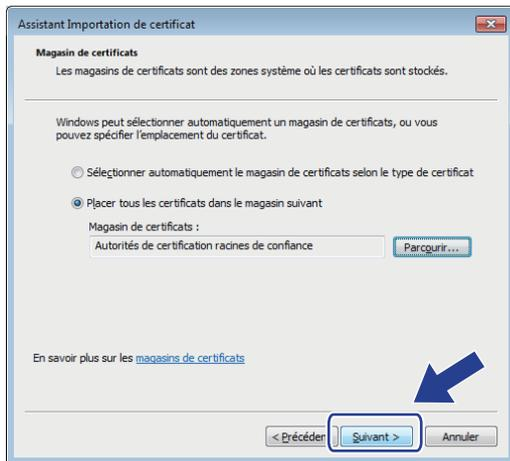 Assistant Importation de certificat
Magasin de certificats
Les magasins de certificats sont des zones système où les certificats sont stockés.
Windows peut sélectionner automatiquement un magasin de certificats, ou vous
pouvez spécifier l'emplacement du certificat.
Sélectionner automatiquement le magasin de certificats selon le type de certificat
Placer tous les certificats dans le magasin suivant
Magasin de certificats :
Autorités de certification racines de confiance
Parcourir...
En savoir plus sur les magasins de certificats
< Précéden
Suivant >
Annuler